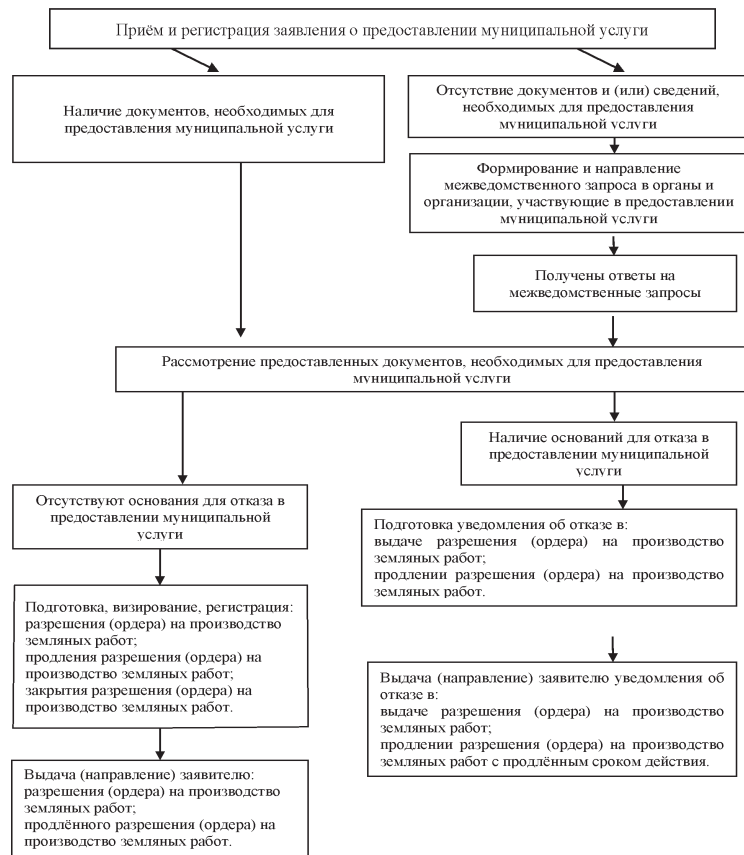 Приём и регистрация заявления о предоставлении муниципальной услуги
Наличие документов, необходимых для
предоставления муниципальной услуги
Отсутствие документов и (или) сведений,
необходимых для предоставления
муниципальной услуги
Формирование и направление
межведомственного запроса в органы и
организации, участвующие в предоставлении
муниципальной услуги
Получены ответы на
межведомственные запросы
Рассмотрение предоставленных документов, необходимых для предоставления
муниципальной услуги
Наличие оснований для отказа в
предоставлении муниципальной
услуги
Отсутствуют основания для отказа в
предоставлении муниципальной
услуги
Подготовка уведомления об отказе в:
выдаче разрешения (ордера) на производство
земляных работ;
продлении разрешения (ордера) на производство
земляных работ.
Подготовка, визирование, регистрация:
разрешения (ордера) на производство
земляных работ;
продления разрешения (ордера) на
производство земляных работ;
закрытия разрешения (ордера) на
производство земляных работ.
Выдача (направление) заявителю уведомления об
отказе в:
выдаче разрешения (ордера) на производство
земляных работ;
продлении разрешения (ордера) на производство
земляных работ с продлённым сроком действия.
Выдача (направление) заявителю:
разрешения (ордера) на производство
земляных работ;
продлённого разрешения (ордера) на
производство земляных работ.